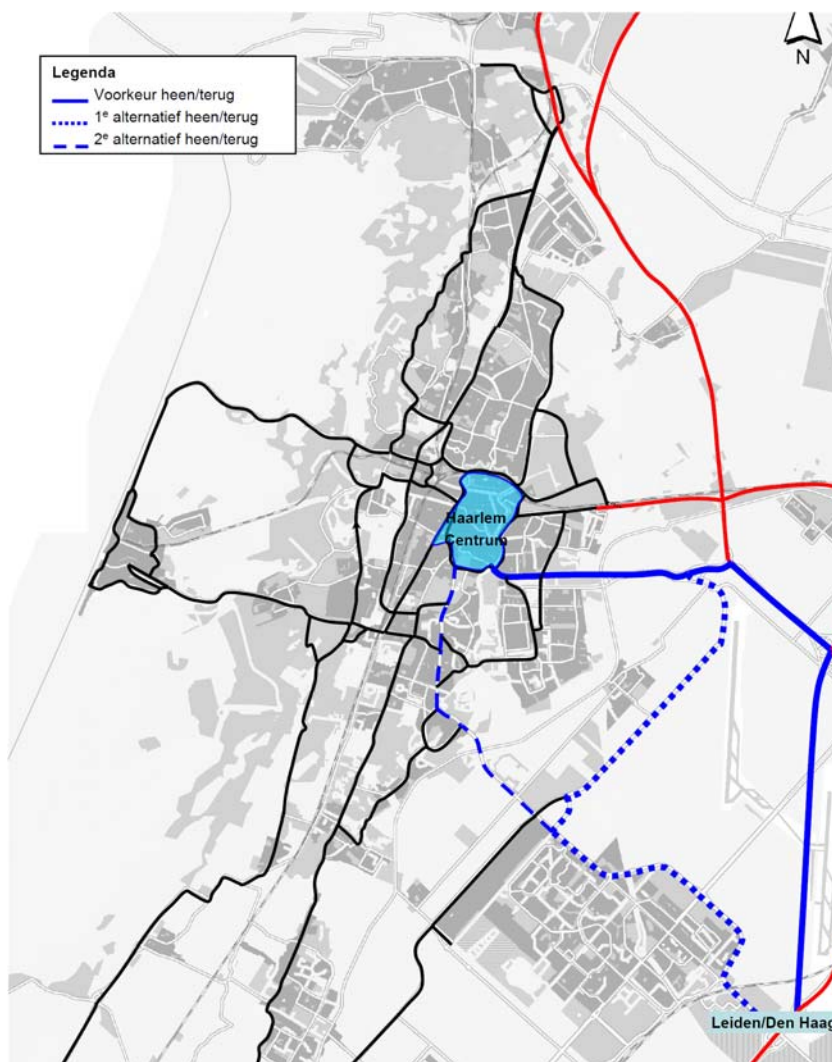 N
Legenda
Voorkeur heen/terug
1e alternatief heen/terug
2e alternatief heen/terug
Haarlem
Centrum
Leiden/Den Haag